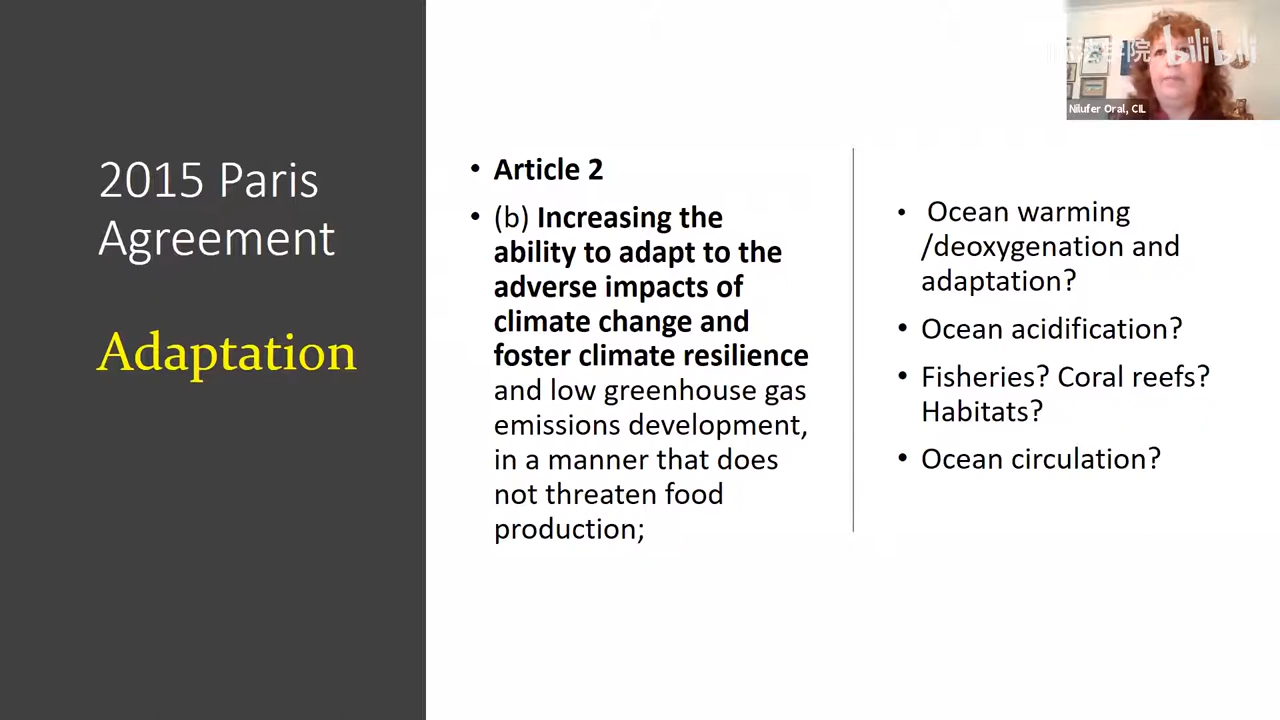 2015 Paris
Agreement
Adaptation
• Article 2
• (b) Increasing the
ability to adapt to the
adverse impacts of
climate change and
foster climate resilience
and low greenhouse gas
emissions development,
in a manner that does
not threaten food
production;
• Ocean warming
/deoxygenation and
adaptation?
• Ocean acidification?
• Fisheries? Coral reefs?
Habitats?
• Ocean circulation?
bilibili
Nilufer Oral, CIL